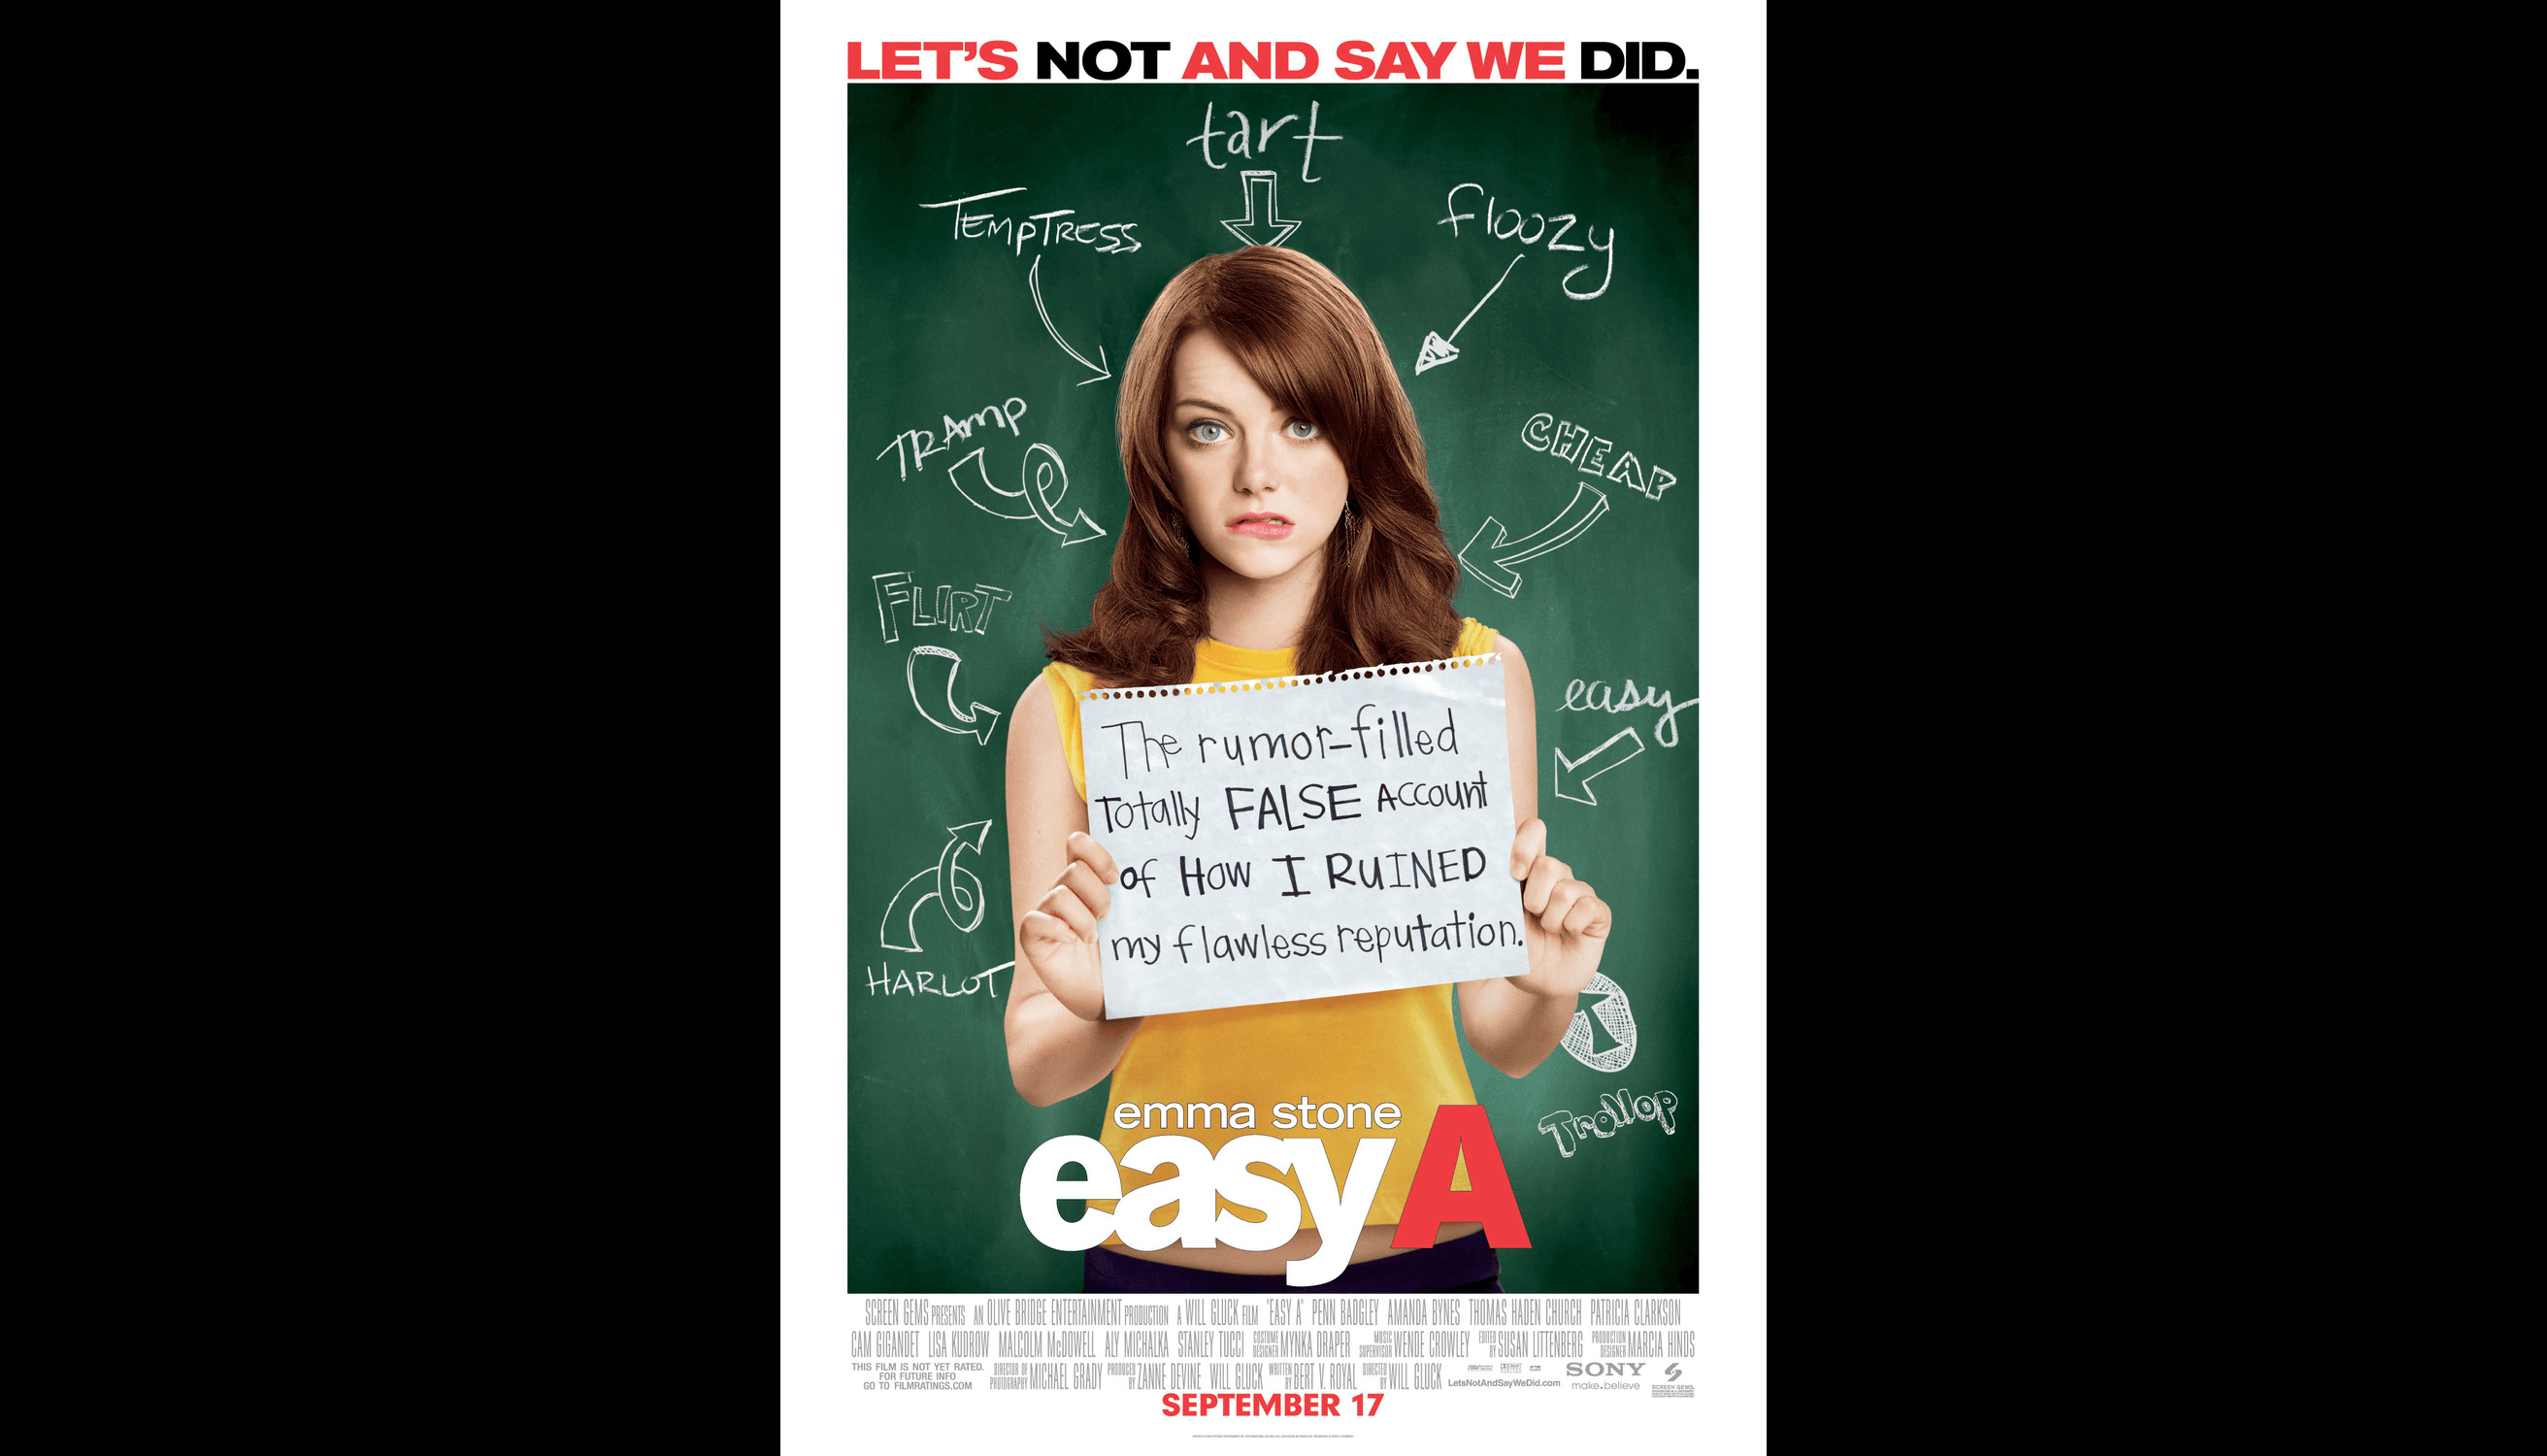 LET'S NOT AND SAY WE DID.
tart
TEMPTRESS
floozy
TRAMP
CHEAP
FLIRT
easy
The rumor-filled
Totally FALSE Account
of How I RUINED
my flawless reputation.
HARLOT
Trollop
emma stone
easy A
SCREEN GEMS PRESENTS AN OLIVE BRIDGE ENTERTAINMENT PRODUCTION A WILL GLUCK FILM "EASY A" PENN BADGLEY AMANDA BYNES THOMAS HADEN CHURCH PATRICIA CLARKSON
CAM GIGANDET LISA KUDROW MALCOLM McDOWELL ALY MICHALKA STANLEY TUCCI COSTUME DESIGNER MYNKA DRAPER MUSIC SUPERVISOR WENDE CROWLEY EDITED BY SUSAN LITTENBERG PRODUCTION DESIGNER MARCIA HINDS
THIS FILM IS NOT YET RATED.
FOR FUTURE INFO
GO TO FILMRATINGS.COM
DIRECTOR OF PHOTOGRAPHY MICHAEL GRADY PRODUCED BY ZANNE DEVINE WILL GLUCK WRITTEN BY BERT V. ROYAL DIRECTED BY WILL GLUCK
LetsNotAndSayWeDid.com
SONY
make.believe
SCREEN GEMS
SEPTEMBER 17